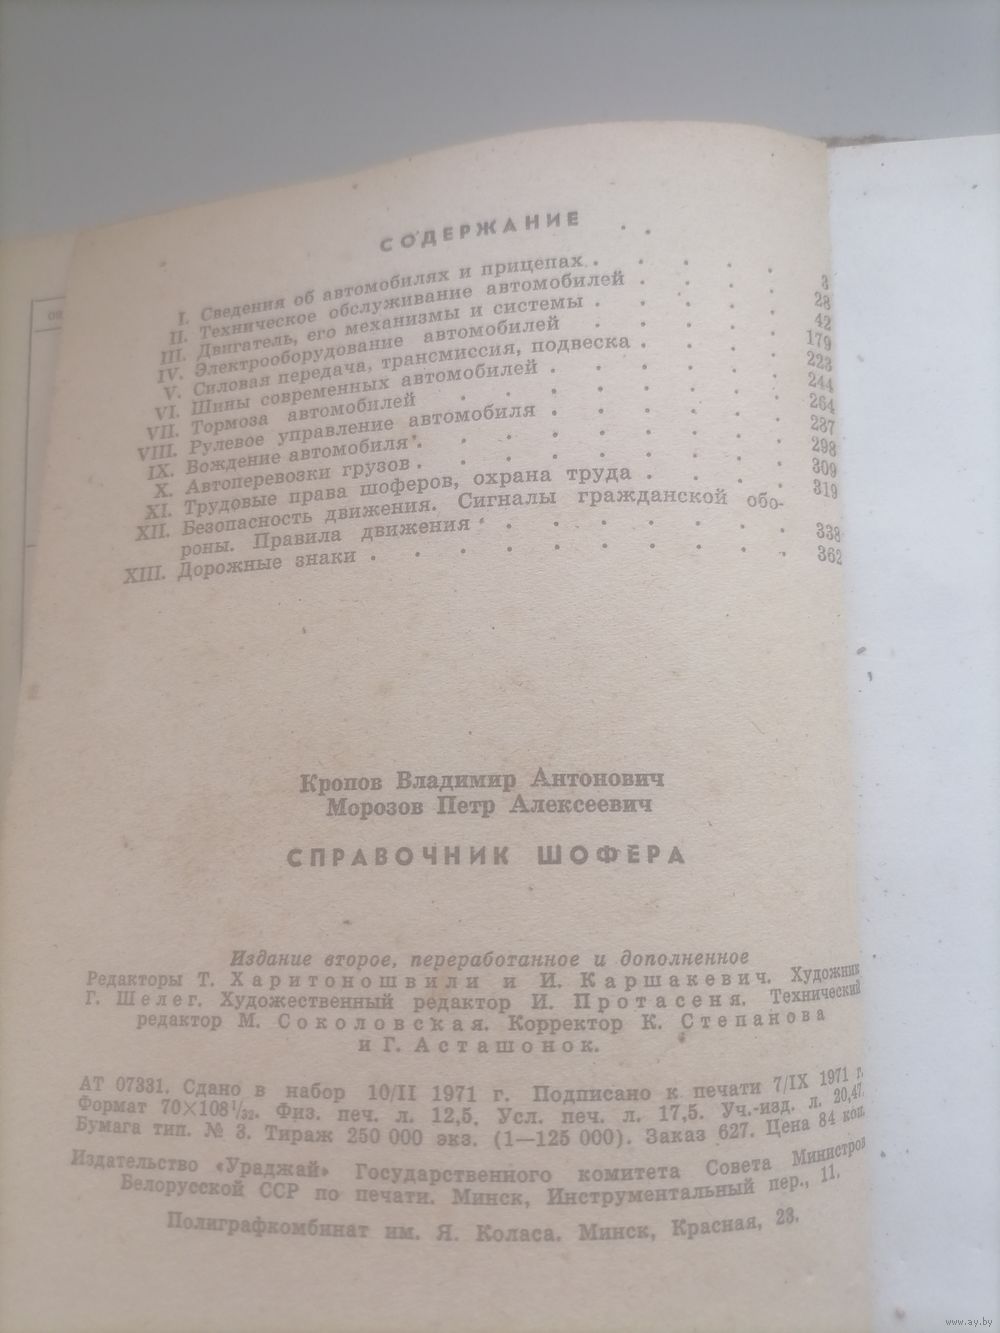 СОДЕРЖАНИЕ
I. Сведения об автомобилях и прицепах . . . . . 3
II. Техническое обслуживание автомобилей . . . . 28
III. Двигатель, его механизмы и системы . . . . . 42
IV. Электрооборудование автомобилей . . . . . 179
V. Силовая передача, трансмиссия, подвеска . . . . 223
VI. Шины современных автомобилей . . . . . . 244
VII. Тормоза автомобилей . . . . . . . . 264
VIII. Рулевое управление автомобиля . . . . . . 287
IX. Вождение автомобиля . . . . . . . . 298
X. Автоперевозки грузов . . . . . . . . 309
XI. Трудовые права шоферов, охрана труда . . . . 319
XII. Безопасность движения. Сигналы гражданской обо-
роны. Правила движения . . . . . . . 338
XIII. Дорожные знаки . . . . . . . . . . 362
Кропов Владимир Антонович
Морозов Петр Алексеевич
СПРАВОЧНИК ШОФЕРА
Издание второе, переработанное и дополненное
Редакторы Т. Харитоношвили и И. Каршакевич. Художник
Г. Шелег. Художественный редактор И. Протасеня. Технический
редактор М. Соколовская. Корректор К. Степанова
и Г. Асташонок.
АТ 07331. Сдано в набор 10/II 1971 г. Подписано к печати 7/IX 1971 г.
Формат 70×108 1/32. Физ. печ. л. 12,5. Усл. печ. л. 17,5. Уч.-изд. л. 20,47.
Бумага тип. № 3. Тираж 250 000 экз. (1—125 000). Заказ 627. Цена 84 коп.
Издательство «Ураджай» Государственного комитета Совета Министров
Белорусской ССР по печати. Минск, Инструментальный пер., 11.
Полиграфкомбинат им. Я. Коласа. Минск, Красная, 23.
www.ay.by